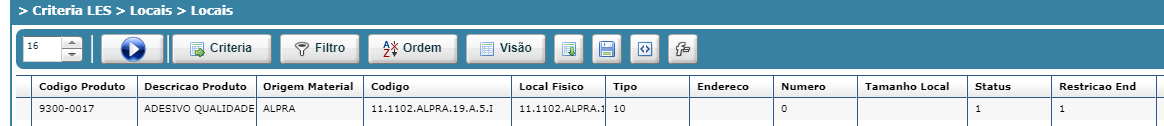 > Criteria LES > Locais > Locais
16 Criteria Filtro Ordem Visão
Codigo Produto Descricao Produto Origem Material Codigo Local Fisico Tipo Endereco Numero Tamanho Local Status Restricao End
9300-0017 ADESIVO QUALIDADE ALPRA 11.1102.ALPRA.19.A.5.I 11.1102.ALPRA.1 10 0 1 1